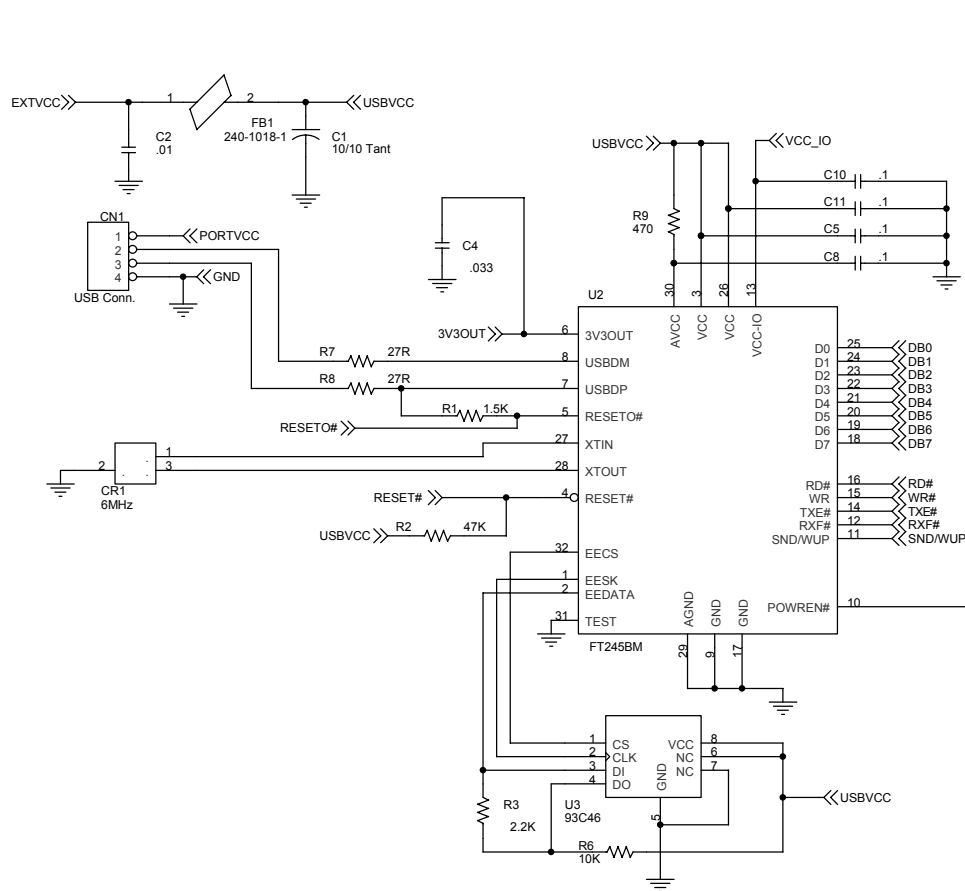 EXTVCC
1
2
USBVCC
FB1
240-1018-1
C2
.01
C1
10/10 Tant
USBVCC
VCC_IO
C10 .1
C11 .1
C5 .1
C8 .1
R9
470
CN1
1
2
3
4
PORTVCC
GND
USB Conn.
C4
.033
30
3
26
13
U2
AVCC
VCC
VCC
VCC-IO
3V3OUT 6 3V3OUT
R7 27R 8 USBDM
R8 27R 7 USBDP
R1 1.5K 5 RESETO#
RESETO#
27 XTIN
28 XTOUT
2
1
3
CR1
6MHz
RESET# 4 RESET#
USBVCC R2 47K
32 EECS
1 EESK
2 EEDATA
31 TEST
D0 25 DB0
D1 24 DB1
D2 23 DB2
D3 22 DB3
D4 21 DB4
D5 20 DB5
D6 19 DB6
D7 18 DB7
RD# 16 RD#
WR 15 WR#
TXE# 14 TXE#
RXF# 12 RXF#
SND/WUP 11 SND/WUP
POWREN# 10
AGND
GND
GND
FT245BM
29
9
17
1 CS
2 CLK
3 DI
4 DO
GND
VCC 8
NC 6
NC 7
5
USBVCC
R3
2.2K
U3
93C46
R6
10K